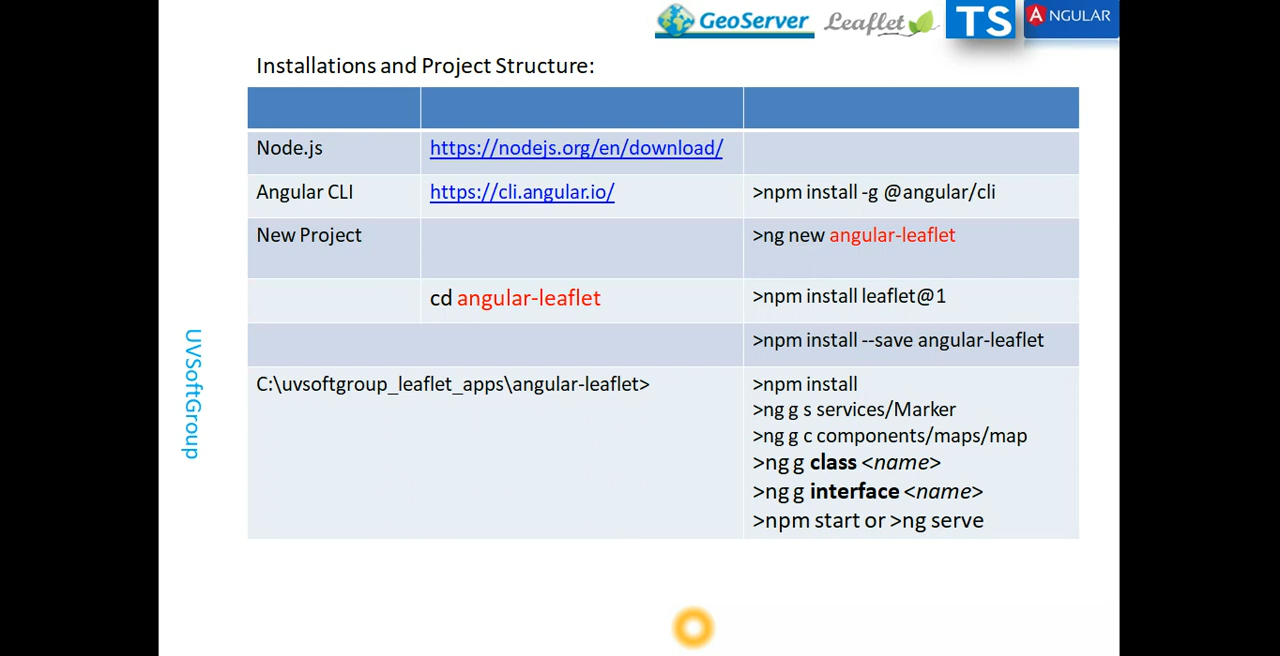 GeoServer Leaflet TS A NGULAR
Installations and Project Structure:
Node.js https://nodejs.org/en/download/
Angular CLI https://cli.angular.io/ >npm install -g @angular/cli
New Project >ng new angular-leaflet
cd angular-leaflet >npm install leaflet@1
>npm install --save angular-leaflet
C:\uvsoftgroup_leaflet_apps\angular-leaflet> >npm install
>ng g s services/Marker
>ng g c components/maps/map
>ng g class <name>
>ng g interface <name>
>npm start or >ng serve
UVSoftGroup